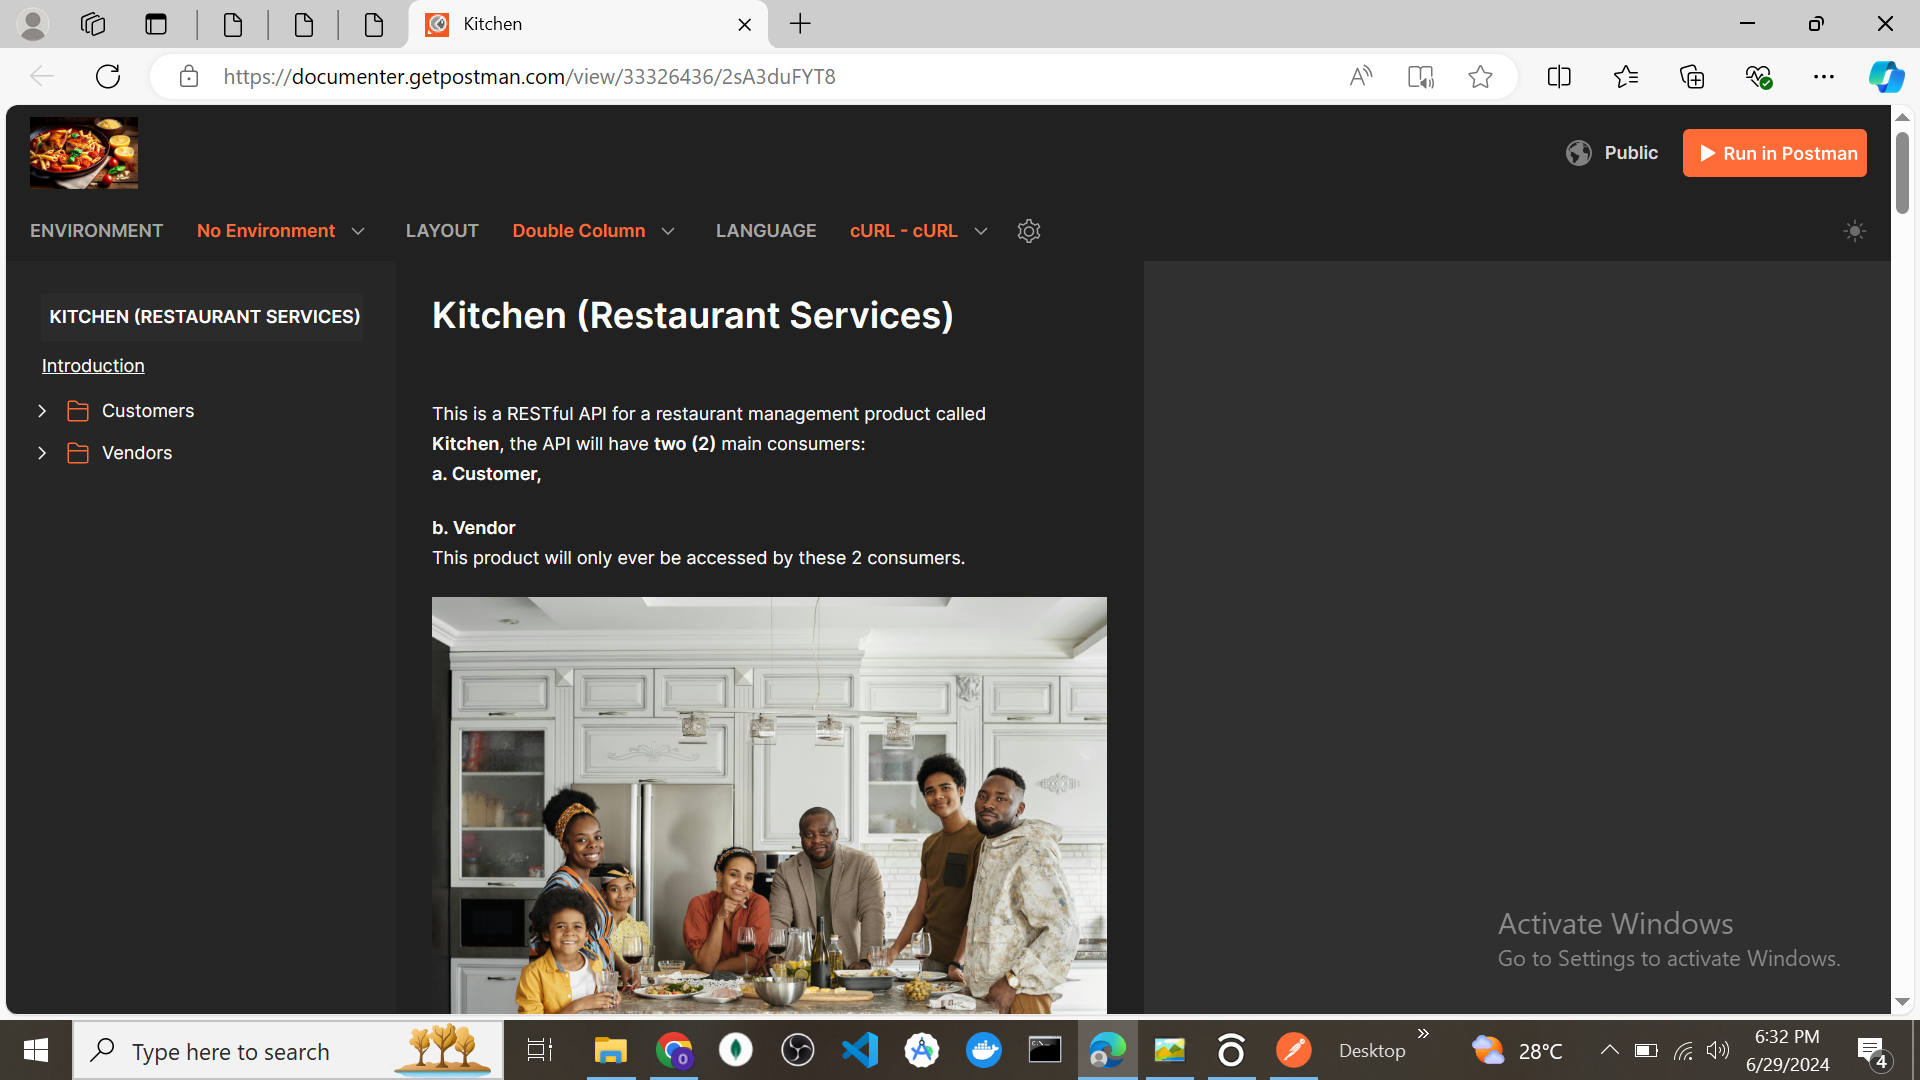 Kitchen
https://documenter.getpostman.com/view/33326436/2sA3duFYT8
Public
Run in Postman
ENVIRONMENT No Environment LAYOUT Double Column LANGUAGE cURL - cURL
KITCHEN (RESTAURANT SERVICES)
Introduction
Customers
Vendors
Kitchen (Restaurant Services)
This is a RESTful API for a restaurant management product called
Kitchen, the API will have two (2) main consumers:
a. Customer,
b. Vendor
This product will only ever be accessed by these 2 consumers.
Activate Windows
Go to Settings to activate Windows.
Type here to search
Desktop
28°C
6:32 PM
6/29/2024
4